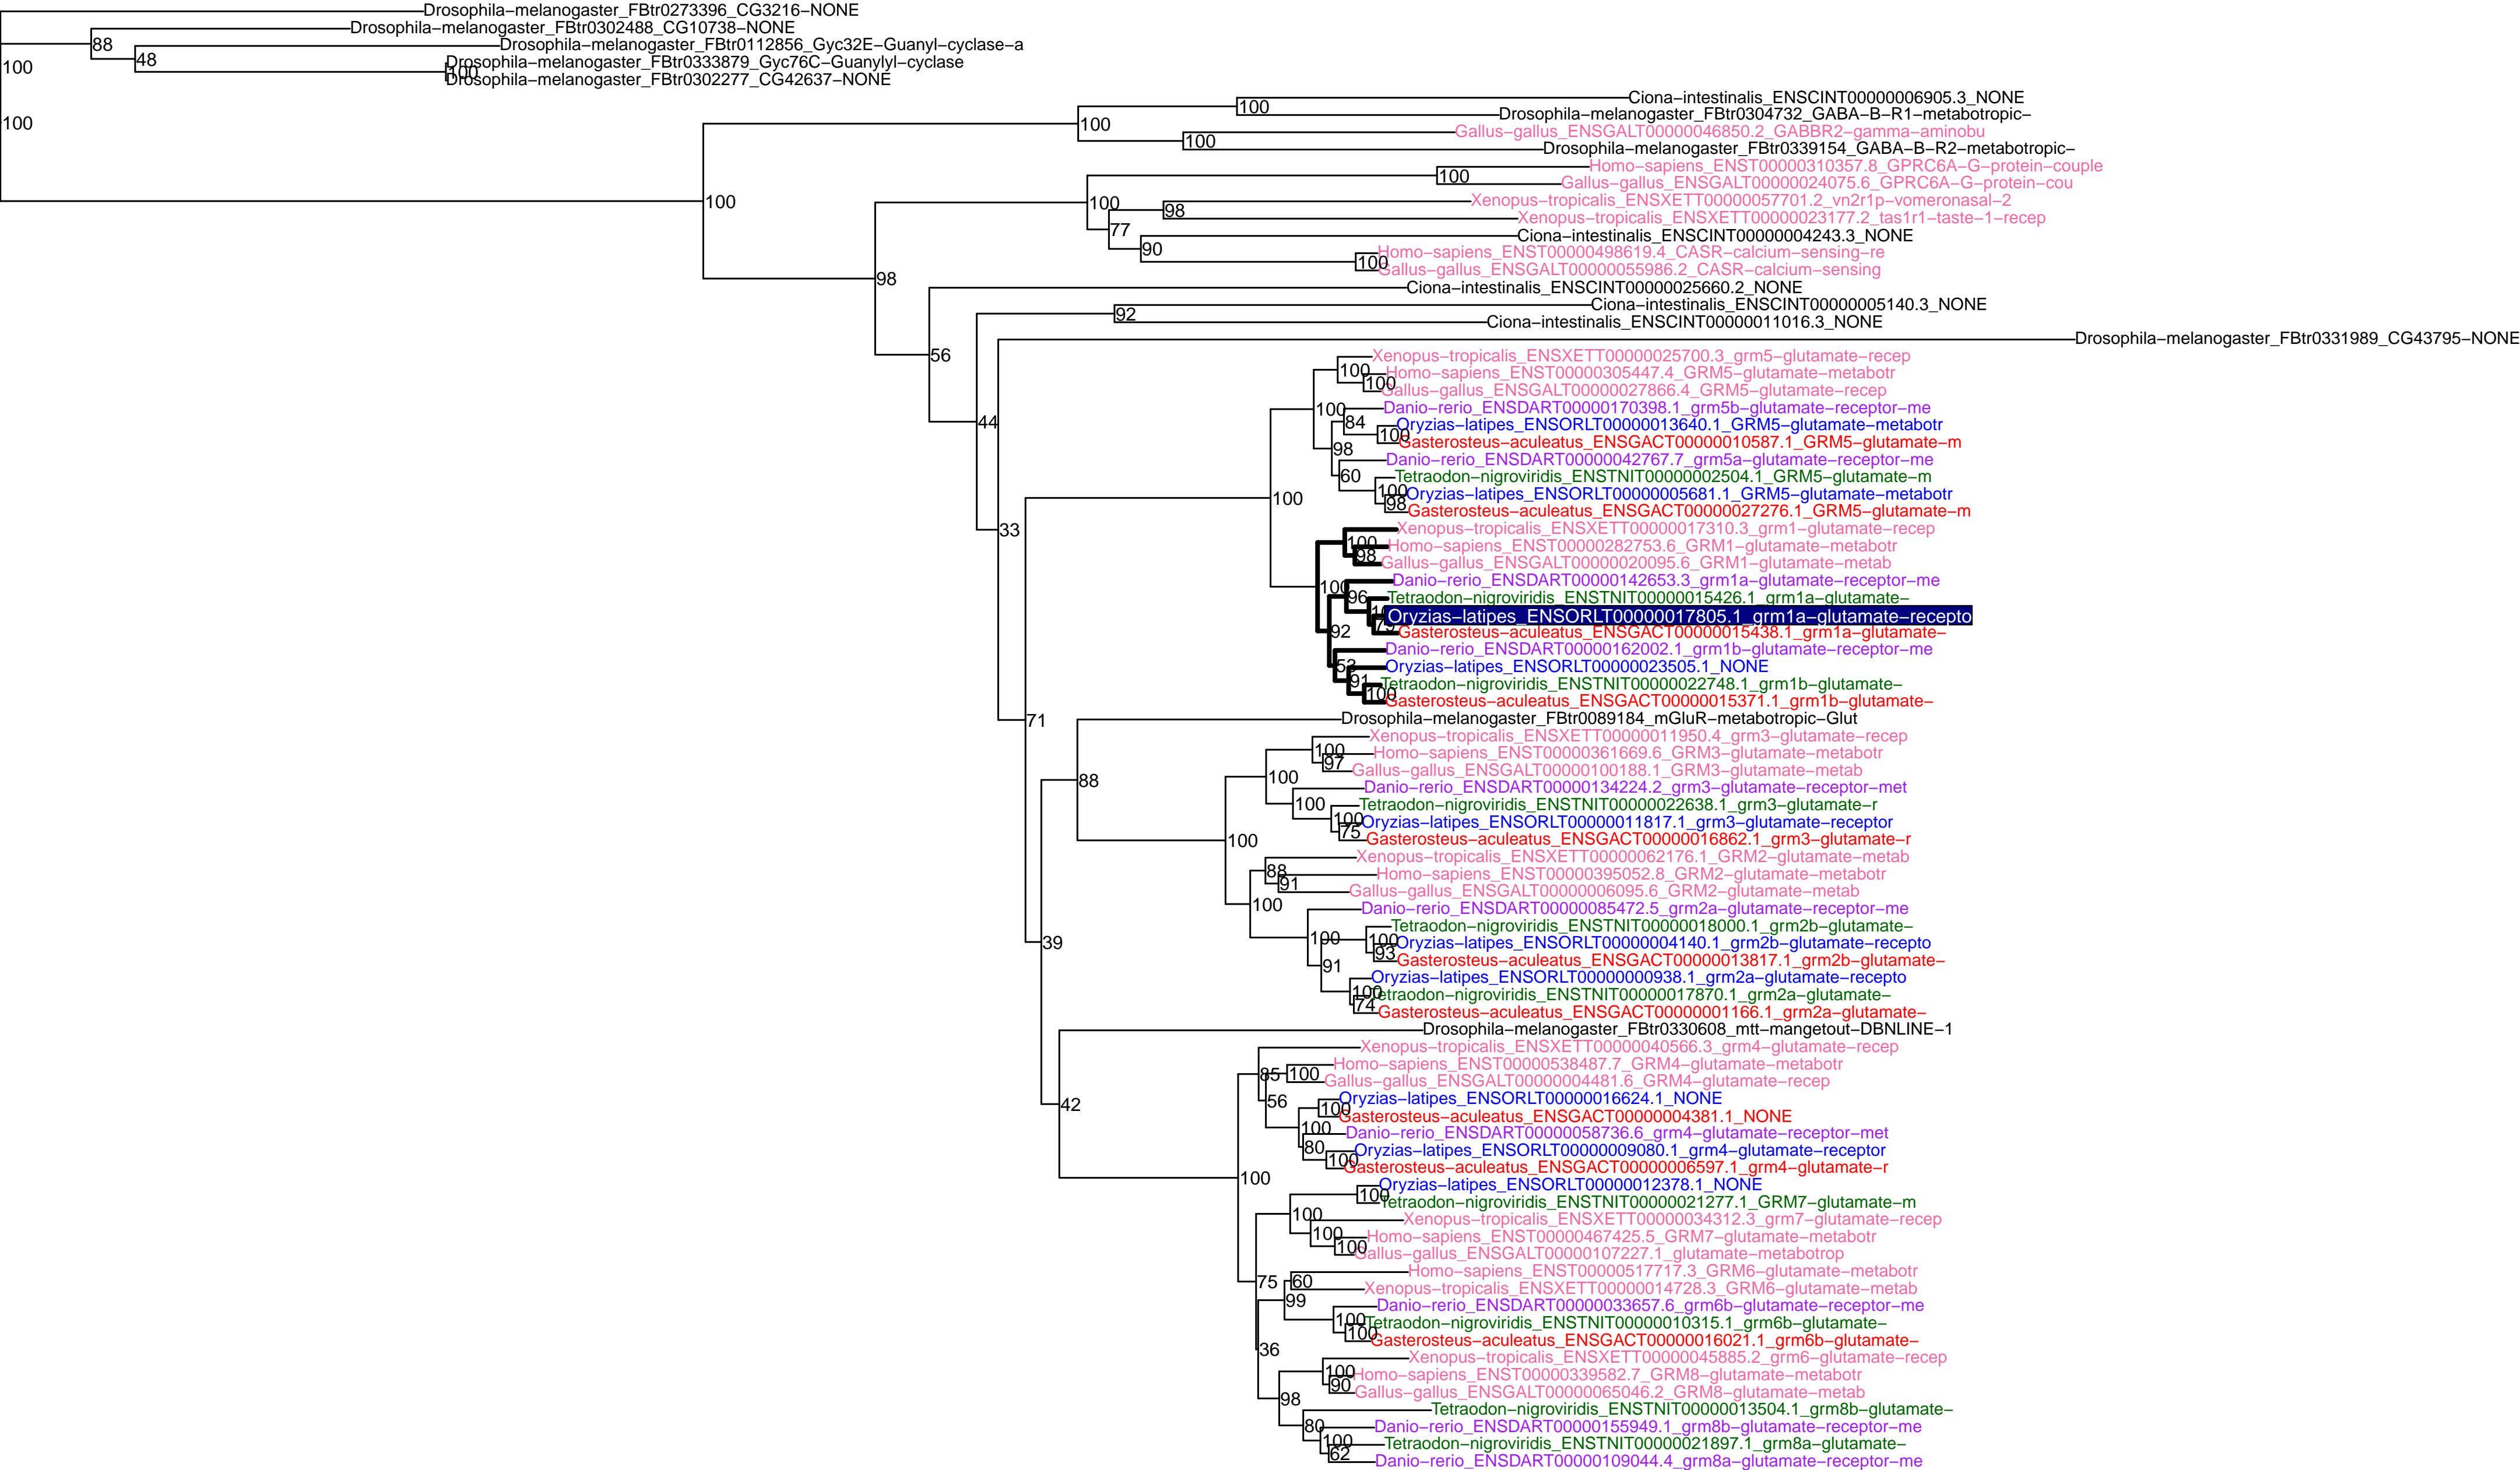 Drosophila−melanogaster_FBtr0273396_CG3216−NONE
Drosophila−melanogaster_FBtr0302488_CG10738−NONE
88
Drosophila−melanogaster_FBtr0112856_Gyc32E−Guanyl−cyclase−a
48
Drosophila−melanogaster_FBtr0333879_Gyc76C−Guanylyl−cyclase
100
100
Drosophila−melanogaster_FBtr0302277_CG42637−NONE
Ciona−intestinalis_ENSCINT00000006905.3_NONE
100
Drosophila−melanogaster_FBtr0304732_GABA−B−R1−metabotropic−
100
100
Gallus−gallus_ENSGALT00000046850.2_GABBR2−gamma−aminobu
100
Drosophila−melanogaster_FBtr0339154_GABA−B−R2−metabotropic−
Homo−sapiens_ENST00000310357.8_GPRC6A−G−protein−couple
100
Gallus−gallus_ENSGALT00000024075.6_GPRC6A−G−protein−cou
100
100
Xenopus−tropicalis_ENSXETT00000057701.2_vn2r1p−vomeronasal−2
98
Xenopus−tropicalis_ENSXETT00000023177.2_tas1r1−taste−1−recep
77
Ciona−intestinalis_ENSCINT00000004243.3_NONE
90
Homo−sapiens_ENST00000498619.4_CASR−calcium−sensing−re
100
Gallus−gallus_ENSGALT00000055986.2_CASR−calcium−sensing
98
Ciona−intestinalis_ENSCINT00000025660.2_NONE
Ciona−intestinalis_ENSCINT00000005140.3_NONE
92
Ciona−intestinalis_ENSCINT00000011016.3_NONE
Drosophila−melanogaster_FBtr0331989_CG43795−NONE
56
Xenopus−tropicalis_ENSXETT00000025700.3_grm5−glutamate−recep
100
Homo−sapiens_ENST00000305447.4_GRM5−glutamate−metabotr
100
Gallus−gallus_ENSGALT00000027866.4_GRM5−glutamate−recep
100
Danio−rerio_ENSDART00000170398.1_grm5b−glutamate−receptor−me
44
84
Oryzias−latipes_ENSORLT00000013640.1_GRM5−glutamate−metabotr
100
Gasterosteus−aculeatus_ENSGACT00000010587.1_GRM5−glutamate−m
98
Danio−rerio_ENSDART00000042767.7_grm5a−glutamate−receptor−me
60
Tetraodon−nigroviridis_ENSTNIT00000002504.1_GRM5−glutamate−m
100
100
Oryzias−latipes_ENSORLT00000005681.1_GRM5−glutamate−metabotr
98
Gasterosteus−aculeatus_ENSGACT00000027276.1_GRM5−glutamate−m
33
Xenopus−tropicalis_ENSXETT00000017310.3_grm1−glutamate−recep
100
Homo−sapiens_ENST00000282753.6_GRM1−glutamate−metabotr
98
Gallus−gallus_ENSGALT00000020095.6_GRM1−glutamate−metab
100
Danio−rerio_ENSDART00000142653.3_grm1a−glutamate−receptor−me
96
Tetraodon−nigroviridis_ENSTNIT00000015426.1_grm1a−glutamate−
Oryzias−latipes_ENSORLT00000017805.1_grm1a−glutamate−recepto
92
Gasterosteus−aculeatus_ENSGACT00000015438.1_grm1a−glutamate−
Danio−rerio_ENSDART00000162002.1_grm1b−glutamate−receptor−me
53
Oryzias−latipes_ENSORLT00000023505.1_NONE
91
Tetraodon−nigroviridis_ENSTNIT00000022748.1_grm1b−glutamate−
100
Gasterosteus−aculeatus_ENSGACT00000015371.1_grm1b−glutamate−
71
Drosophila−melanogaster_FBtr0089184_mGluR−metabotropic−Glut
Xenopus−tropicalis_ENSXETT00000011950.4_grm3−glutamate−recep
100
Homo−sapiens_ENST00000361669.6_GRM3−glutamate−metabotr
97
Gallus−gallus_ENSGALT00000100188.1_GRM3−glutamate−metab
88
100
Danio−rerio_ENSDART00000134224.2_grm3−glutamate−receptor−met
100
Tetraodon−nigroviridis_ENSTNIT00000022638.1_grm3−glutamate−r
100
Oryzias−latipes_ENSORLT00000011817.1_grm3−glutamate−receptor
75
Gasterosteus−aculeatus_ENSGACT00000016862.1_grm3−glutamate−r
100
Xenopus−tropicalis_ENSXETT00000062176.1_GRM2−glutamate−metab
88
Homo−sapiens_ENST00000395052.8_GRM2−glutamate−metabotr
91
Gallus−gallus_ENSGALT00000006095.6_GRM2−glutamate−metab
100
Danio−rerio_ENSDART00000085472.5_grm2a−glutamate−receptor−me
Tetraodon−nigroviridis_ENSTNIT00000018000.1_grm2b−glutamate−
100
100
Oryzias−latipes_ENSORLT00000004140.1_grm2b−glutamate−recepto
39
93
Gasterosteus−aculeatus_ENSGACT00000013817.1_grm2b−glutamate−
91
Oryzias−latipes_ENSORLT00000000938.1_grm2a−glutamate−recepto
100
Tetraodon−nigroviridis_ENSTNIT00000017870.1_grm2a−glutamate−
74
Gasterosteus−aculeatus_ENSGACT00000001166.1_grm2a−glutamate−
Drosophila−melanogaster_FBtr0330608_mtt−mangetout−DBNLINE−1
Xenopus−tropicalis_ENSXETT00000040566.3_grm4−glutamate−recep
Homo−sapiens_ENST00000538487.7_GRM4−glutamate−metabotr
85
100
Gallus−gallus_ENSGALT00000004481.6_GRM4−glutamate−recep
42
56
Oryzias−latipes_ENSORLT00000016624.1_NONE
100
Gasterosteus−aculeatus_ENSGACT00000004381.1_NONE
100
Danio−rerio_ENSDART00000058736.6_grm4−glutamate−receptor−met
80
Oryzias−latipes_ENSORLT00000009080.1_grm4−glutamate−receptor
100
Gasterosteus−aculeatus_ENSGACT00000006597.1_grm4−glutamate−r
100
Oryzias−latipes_ENSORLT00000012378.1_NONE
100
Tetraodon−nigroviridis_ENSTNIT00000021277.1_GRM7−glutamate−m
100
Xenopus−tropicalis_ENSXETT00000034312.3_grm7−glutamate−recep
100
Homo−sapiens_ENST00000467425.5_GRM7−glutamate−metabotr
100
Gallus−gallus_ENSGALT00000107227.1_glutamate−metabotrop
75
Homo−sapiens_ENST00000517717.3_GRM6−glutamate−metabotr
60
Xenopus−tropicalis_ENSXETT00000014728.3_GRM6−glutamate−metab
99
Danio−rerio_ENSDART00000033657.6_grm6b−glutamate−receptor−me
100
Tetraodon−nigroviridis_ENSTNIT00000010315.1_grm6b−glutamate−
100
Gasterosteus−aculeatus_ENSGACT00000016021.1_grm6b−glutamate−
36
Xenopus−tropicalis_ENSXETT00000045885.2_grm6−glutamate−recep
100
Homo−sapiens_ENST00000339582.7_GRM8−glutamate−metabotr
90
Gallus−gallus_ENSGALT00000065046.2_GRM8−glutamate−metab
98
Tetraodon−nigroviridis_ENSTNIT00000013504.1_grm8b−glutamate−
80
Danio−rerio_ENSDART00000155949.1_grm8b−glutamate−receptor−me
100
Tetraodon−nigroviridis_ENSTNIT00000021897.1_grm8a−glutamate−
62
Danio−rerio_ENSDART00000109044.4_grm8a−glutamate−receptor−me